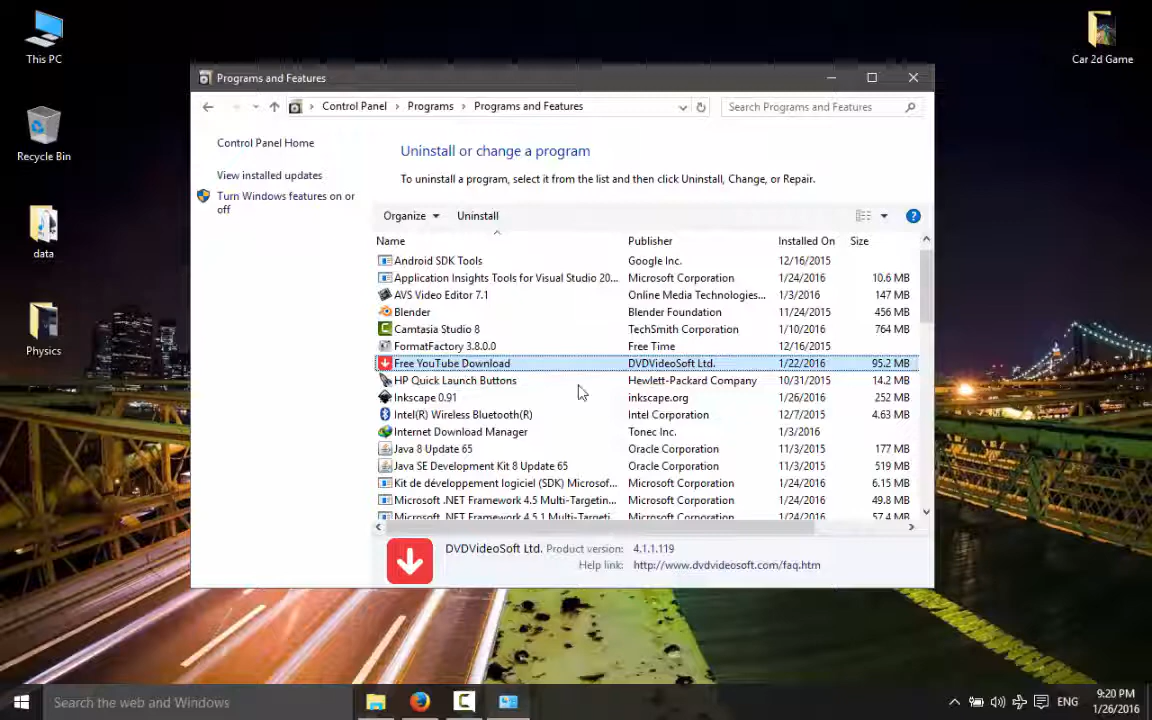 This PC
Recycle Bin
data
Physics
Car 2d Game
Programs and Features
Control Panel > Programs > Programs and Features
Search Programs and Features
Control Panel Home
View installed updates
Turn Windows features on or
off
Uninstall or change a program
To uninstall a program, select it from the list and then click Uninstall, Change, or Repair.
Organize Uninstall
Name Publisher Installed On Size
Android SDK Tools Google Inc. 12/16/2015
Application Insights Tools for Visual Studio 20... Microsoft Corporation 1/24/2016 10.6 MB
AVS Video Editor 7.1 Online Media Technologies... 1/3/2016 147 MB
Blender Blender Foundation 11/24/2015 456 MB
Camtasia Studio 8 TechSmith Corporation 1/10/2016 764 MB
FormatFactory 3.8.0.0 Free Time 12/16/2015
Free YouTube Download DVDVideoSoft Ltd. 1/22/2016 95.2 MB
HP Quick Launch Buttons Hewlett-Packard Company 10/31/2015 14.2 MB
Inkscape 0.91 inkscape.org 1/26/2016 252 MB
Intel(R) Wireless Bluetooth(R) Intel Corporation 12/7/2015 4.63 MB
Internet Download Manager Tonec Inc. 1/3/2016
Java 8 Update 65 Oracle Corporation 11/3/2015 177 MB
Java SE Development Kit 8 Update 65 Oracle Corporation 11/3/2015 519 MB
Kit de développement logiciel (SDK) Microsof... Microsoft Corporation 1/24/2016 6.15 MB
Microsoft .NET Framework 4.5 Multi-Targetin... Microsoft Corporation 1/24/2016 49.8 MB
Microsoft .NET Framework 4.5.1 Multi-Targeti... Microsoft Corporation 1/24/2016 57.4 MB
DVDVideoSoft Ltd. Product version: 4.1.1.119
Help link: http://www.dvdvideosoft.com/faq.htm
Search the web and Windows
ENG
9:20 PM
1/26/2016